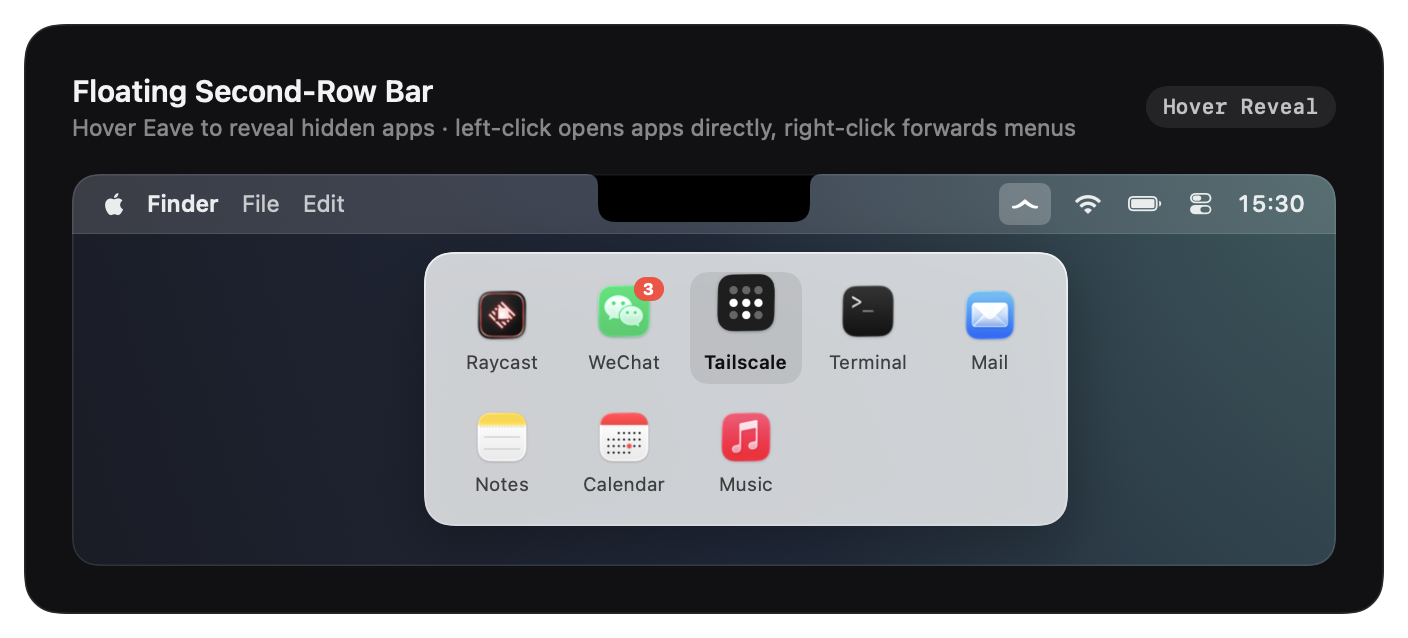 Floating Second-Row Bar
Hover Eave to reveal hidden apps · left-click opens apps directly, right-click forwards menus
Hover Reveal
Finder File Edit 15:30
3
>_
Raycast WeChat Tailscale Terminal Mail
Notes Calendar Music